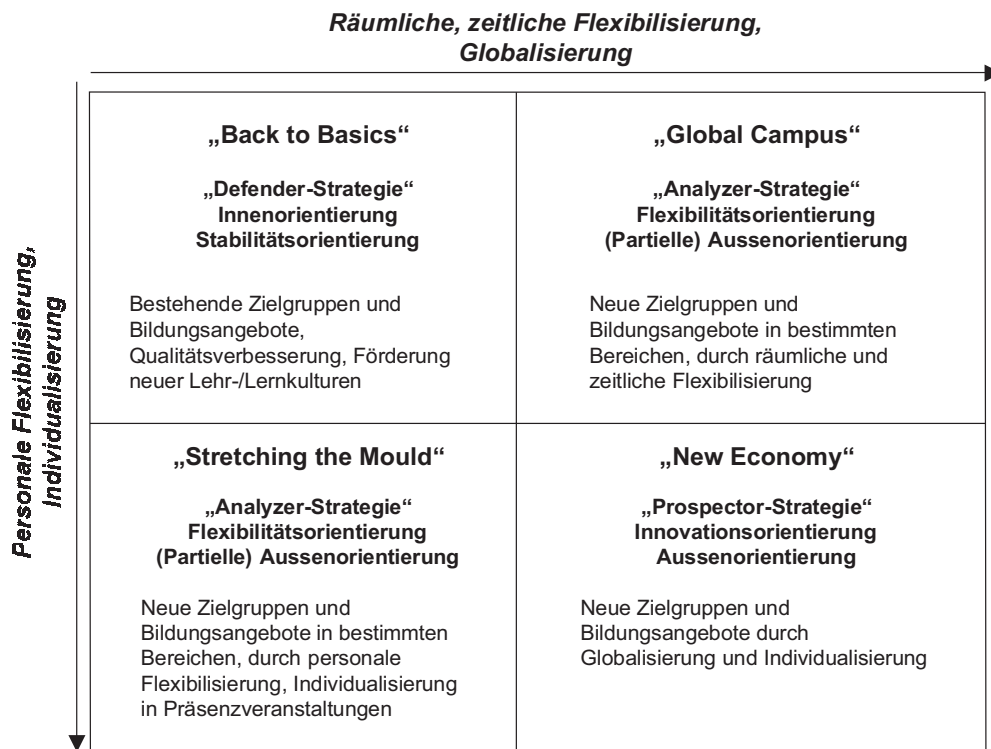 Räumliche, zeitliche Flexibilisierung,
Globalisierung
Personale Flexibilisierung,
Individualisierung
„Back to Basics“
„Defender-Strategie“
Innenorientierung
Stabilitätsorientierung
Bestehende Zielgruppen und
Bildungsangebote,
Qualitätsverbesserung, Förderung
neuer Lehr-/Lernkulturen
„Global Campus“
„Analyzer-Strategie“
Flexibilitätsorientierung
(Partielle) Aussenorientierung
Neue Zielgruppen und
Bildungsangebote in bestimmten
Bereichen, durch räumliche und
zeitliche Flexibilisierung
„Stretching the Mould“
„Analyzer-Strategie“
Flexibilitätsorientierung
(Partielle) Aussenorientierung
Neue Zielgruppen und
Bildungsangebote in bestimmten
Bereichen, durch personale
Flexibilisierung, Individualisierung
in Präsenzveranstaltungen
„New Economy“
„Prospector-Strategie“
Innovationsorientierung
Aussenorientierung
Neue Zielgruppen und
Bildungsangebote durch
Globalisierung und Individualisierung